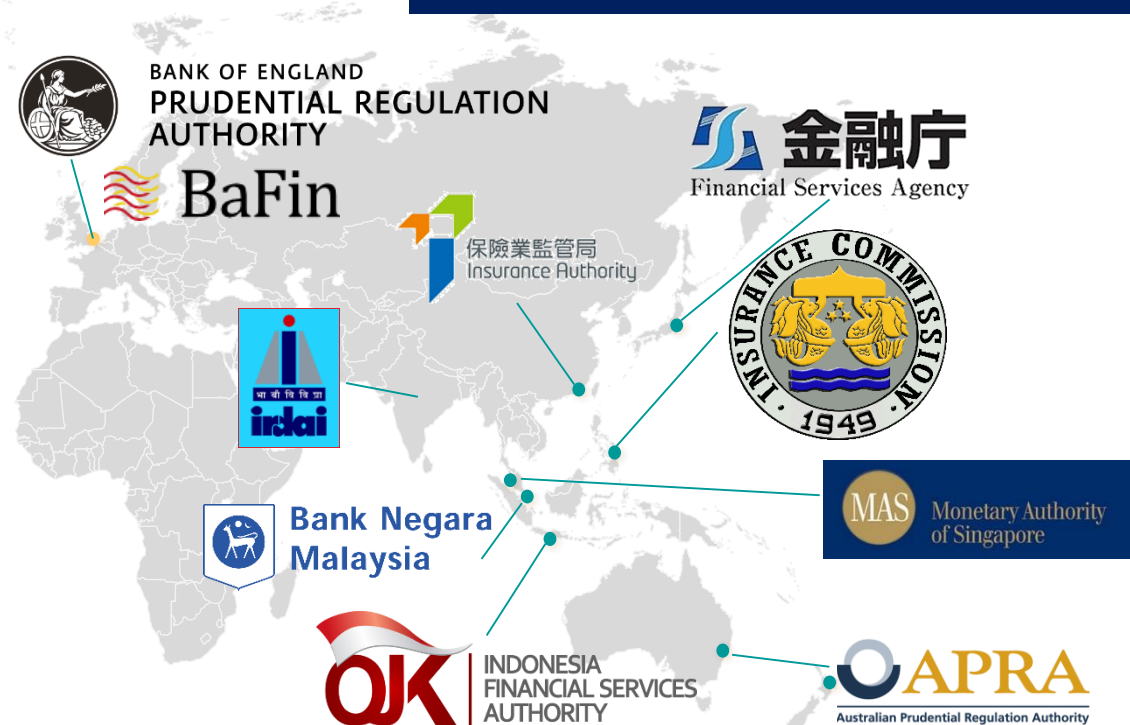 BANK OF ENGLAND
PRUDENTIAL REGULATION
AUTHORITY
BaFin
金融庁
Financial Services Agency
保險業監管局
Insurance Authority
INSURANCE COMMISSION
· 1949 ·
भा बी वि वि प्रा
irdai
MAS
Monetary Authority
of Singapore
Bank Negara
Malaysia
OJK
INDONESIA
FINANCIAL SERVICES
AUTHORITY
APRA
Australian Prudential Regulation Authority